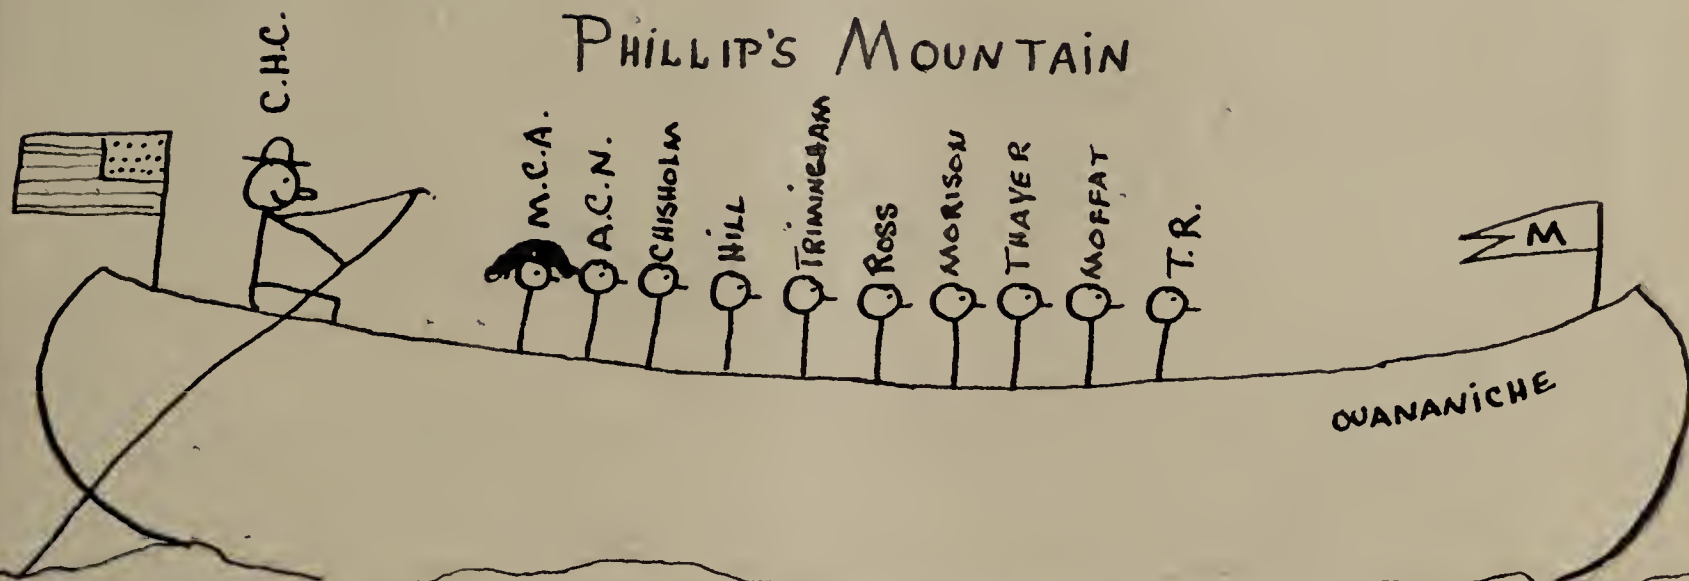 PHiLLIP'S MOUNTAiN
C.H.C.
M.C.A.
A.C.N.
CHISHOLM
HiLL
TRIMINGHAM
ROSS
MORISON
THAYER
MOFFAT
T.R.
M
OUANANiCHE